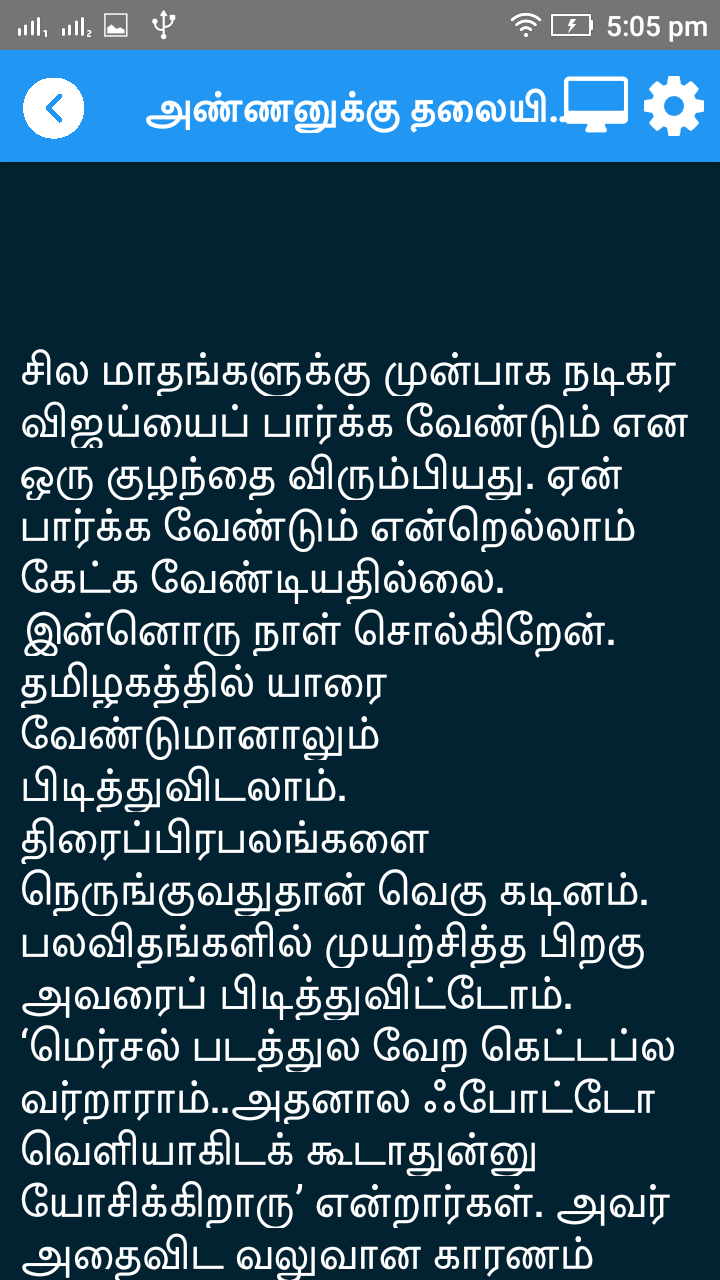 5:05 pm
அண்ணனுக்கு தலையி..
சில மாதங்களுக்கு முன்பாக நடிகர்
விஜய்யைப் பார்க்க வேண்டும் என
ஒரு குழந்தை விரும்பியது. ஏன்
பார்க்க வேண்டும் என்றெல்லாம்
கேட்க வேண்டியதில்லை.
இன்னொரு நாள் சொல்கிறேன்.
தமிழகத்தில் யாரை
வேண்டுமானாலும்
பிடித்துவிடலாம்.
திரைப்பிரபலங்களை
நெருங்குவதுதான் வெகு கடினம்.
பலவிதங்களில் முயற்சித்த பிறகு
அவரைப் பிடித்துவிட்டோம்.
‘மெர்சல் படத்துல வேற கெட்டப்ல
வர்றாராம்..அதனால ஃபோட்டோ
வெளியாகிடக் கூடாதுன்னு
யோசிக்கிறாரு’ என்றார்கள். அவர்
அதைவிட வலுவான காரணம்